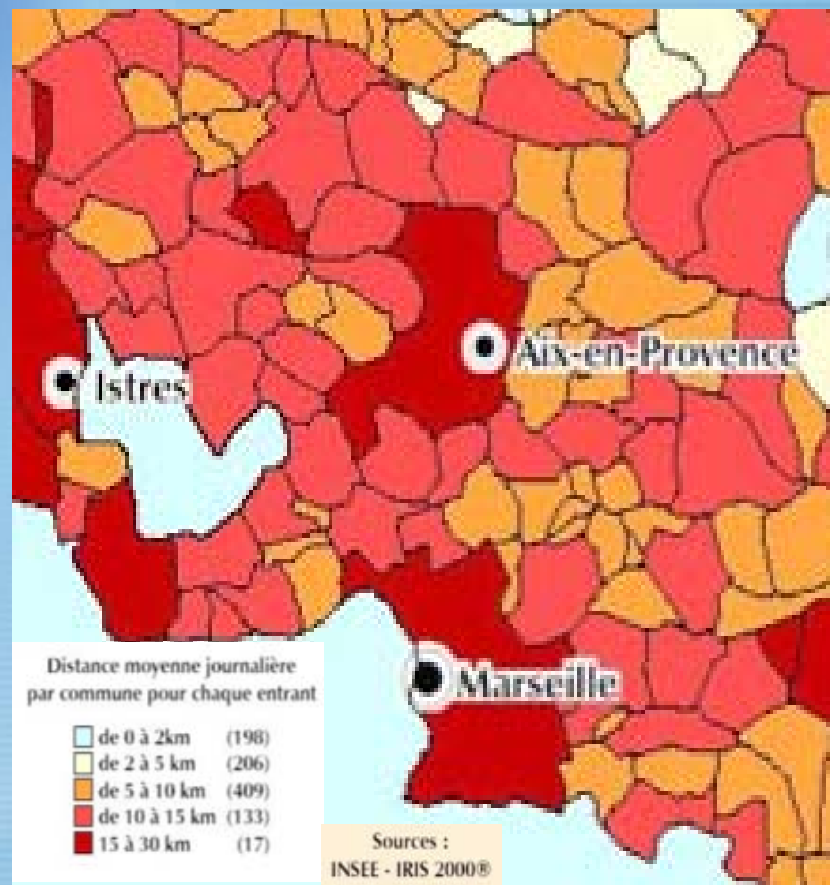 Aix-en-Provence
Istres
Marseille
Distance moyenne journalière
par commune pour chaque entrant
de 0 à 2km (198)
de 2 à 5 km (206)
de 5 à 10 km (409)
de 10 à 15 km (133)
15 à 30 km (17)
Sources :
INSEE - IRIS 2000®